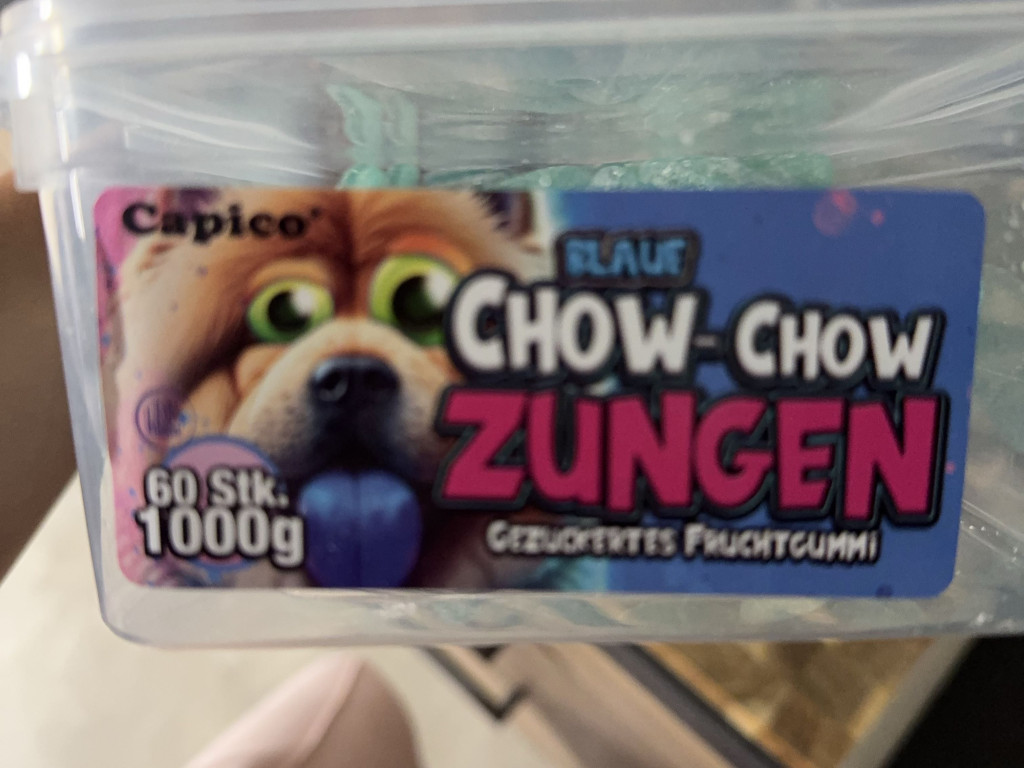 Capico
BLAUE
CHOW-CHOW
ZUNGEN
GEZUCKERTES FRUCHTGUMMI
60 Stk.
1000g